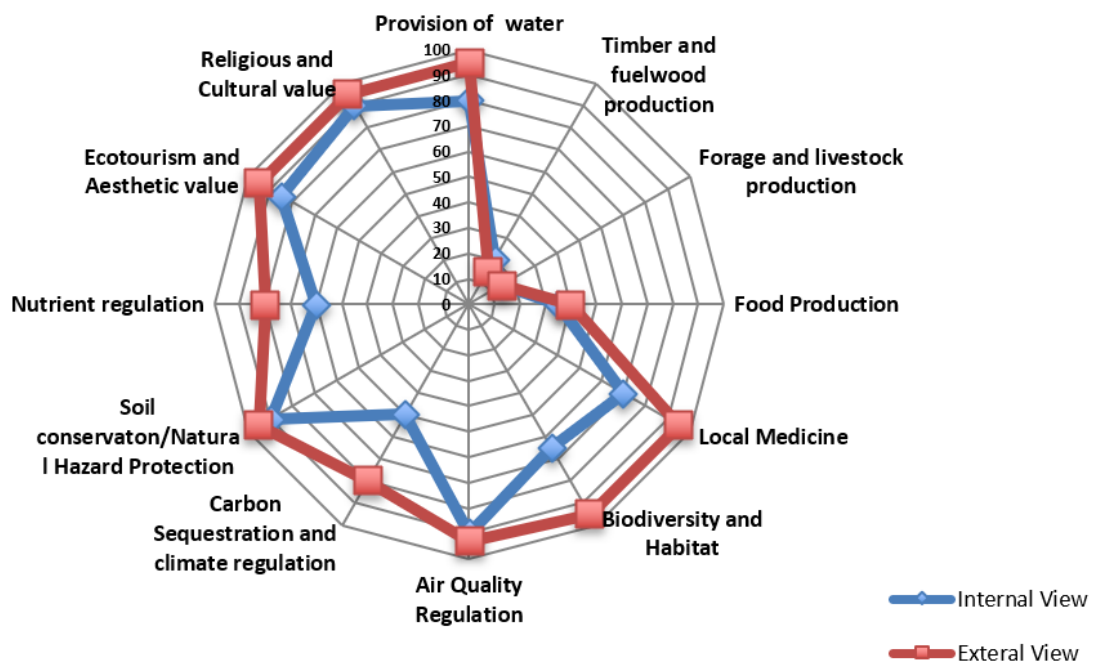 Provision of water
Timber and
fuelwood
production
Forage and livestock
production
Food Production
Local Medicine
Biodiversity and
Habitat
Air Quality
Regulation
Carbon
Sequestration and
climate regulation
Soil
conservaton/Natura
l Hazard Protection
Nutrient regulation
Ecotourism and
Aesthetic value
Religious and
Cultural value
100
90
80
70
60
50
40
30
20
10
0
Internal View
Exteral View